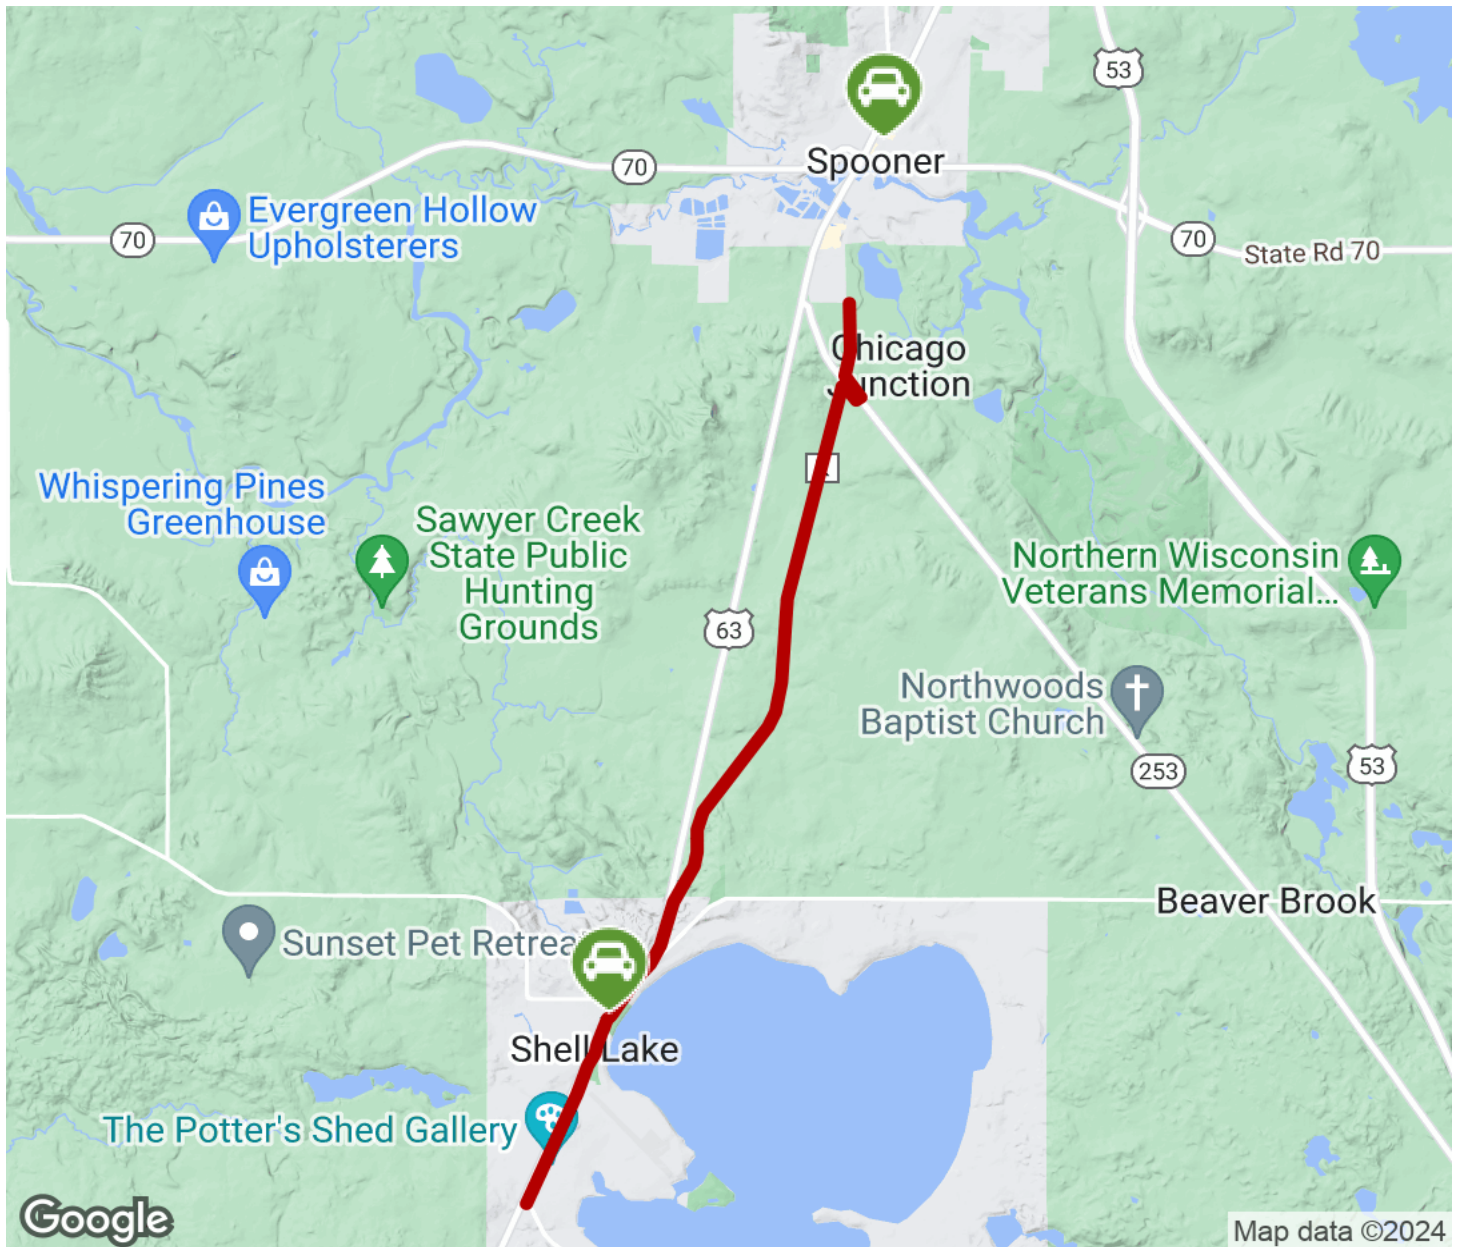 53
Spooner
70
Evergreen Hollow
Upholsterers
70
70
State Rd 70
Chicago
Junction
Whispering Pines
Greenhouse
Sawyer Creek
State Public
Hunting
Grounds
Northern Wisconsin
Veterans Memorial...
63
Northwoods
Baptist Church
253
53
Beaver Brook
Sunset Pet Retrea
Shell Lake
The Potter's Shed Gallery
Google
Map data ©2024